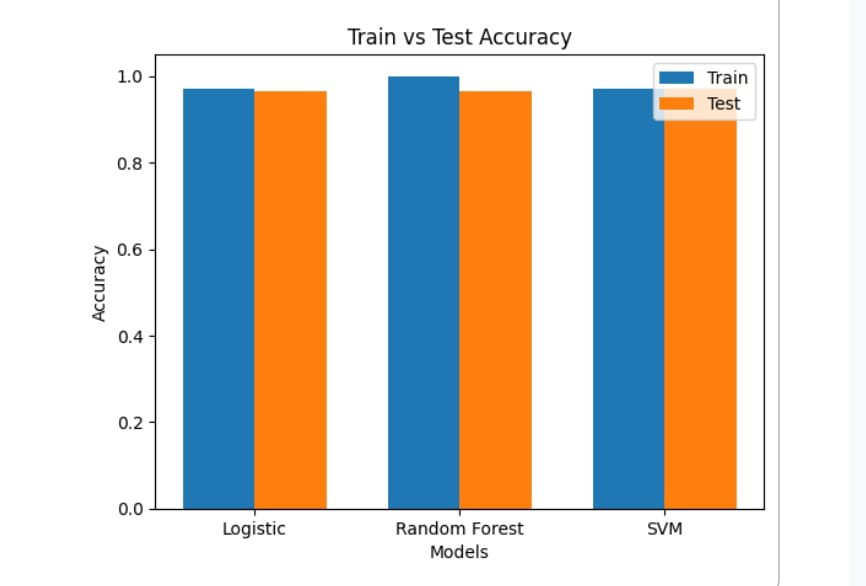 Train vs Test Accuracy
Train
Test
1.0
0.8
0.6
0.4
0.2
0.0
Accuracy
Logistic Random Forest SVM
Models